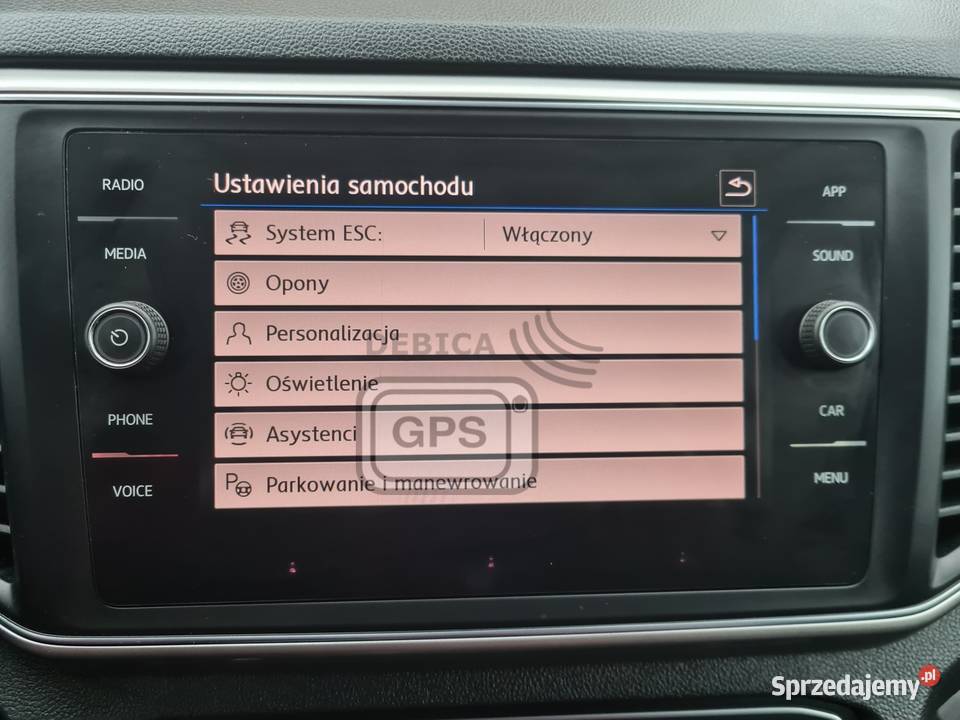 RADIO
MEDIA
PHONE
VOICE
Ustawienia samochodu
System ESC: Włączony
Opony
Personalizacja
Oświetlenie
Asystenci
Parkowanie i manewrowanie
APP
SOUND
CAR
MENU
DEBICA
GPS
Sprzedajemy.pl